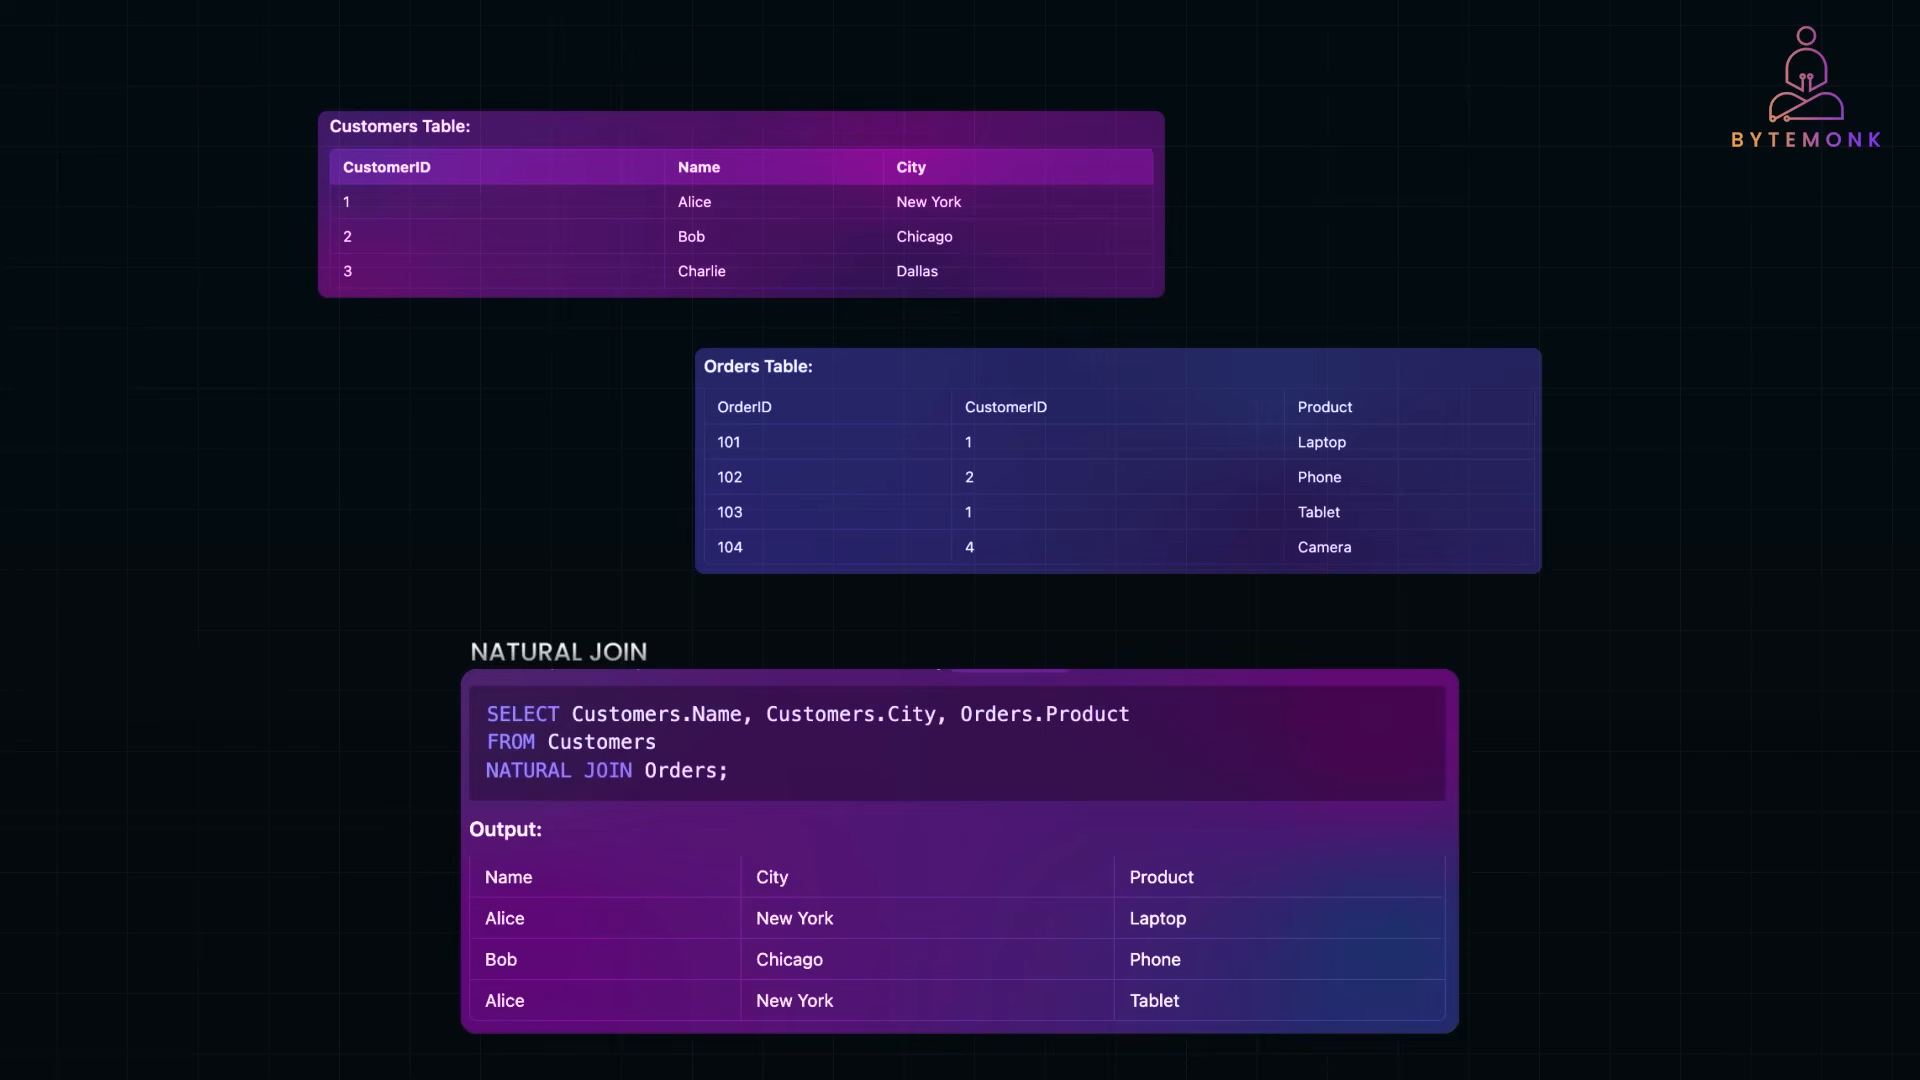 BYTEMONK
Customers Table:
CustomerID Name City
1 Alice New York
2 Bob Chicago
3 Charlie Dallas
Orders Table:
OrderID CustomerID Product
101 1 Laptop
102 2 Phone
103 1 Tablet
104 4 Camera
NATURAL JOIN
SELECT Customers.Name, Customers.City, Orders.Product
FROM Customers
NATURAL JOIN Orders;
Output:
Name City Product
Alice New York Laptop
Bob Chicago Phone
Alice New York Tablet